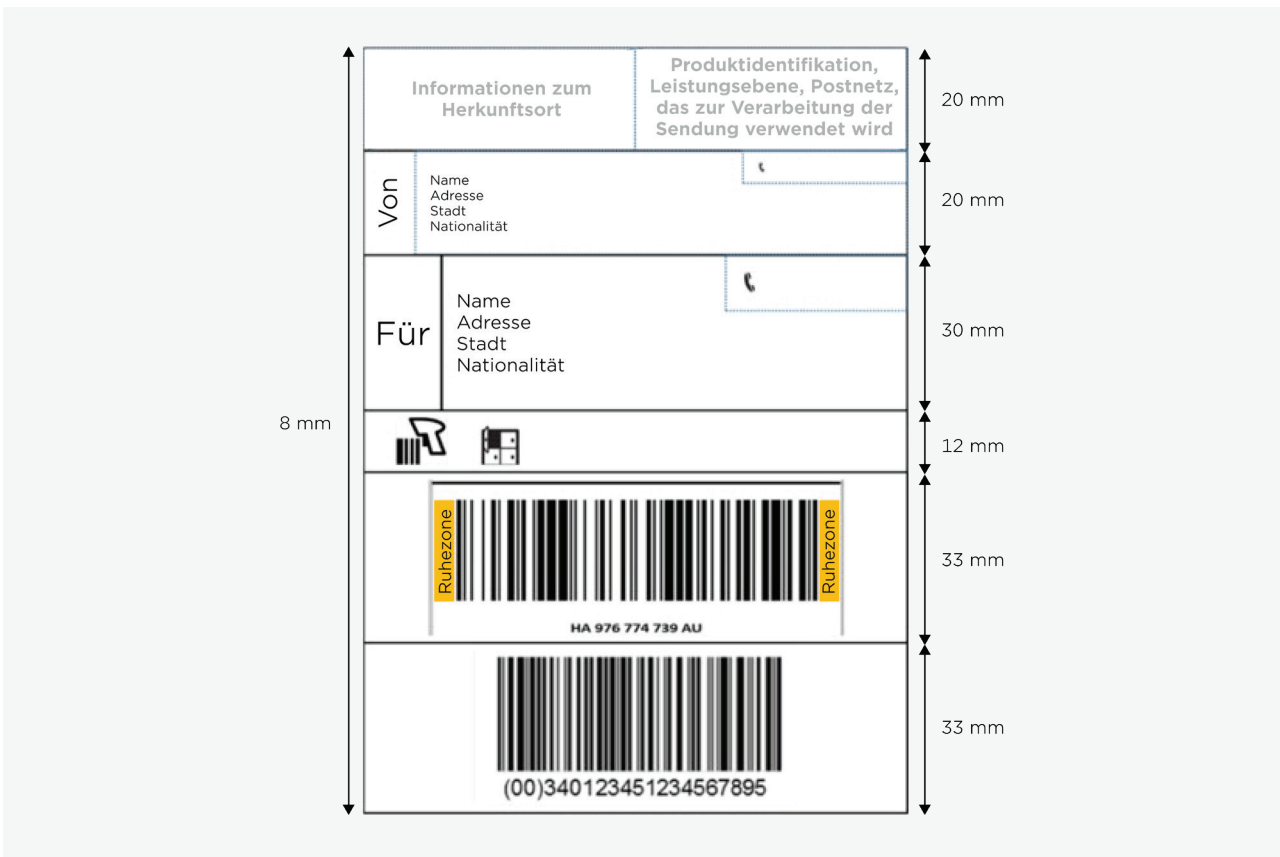 Informationen zum
Herkunftsort
Produktidentifikation,
Leistungsebene, Postnetz,
das zur Verarbeitung der
Sendung verwendet wird
20 mm
Von
Name
Adresse
Stadt
Nationalität
20 mm
Für
Name
Adresse
Stadt
Nationalität
30 mm
8 mm
12 mm
Ruhezone
Ruhezone
HA 976 774 739 AU
33 mm
(00)340123451234567895
33 mm